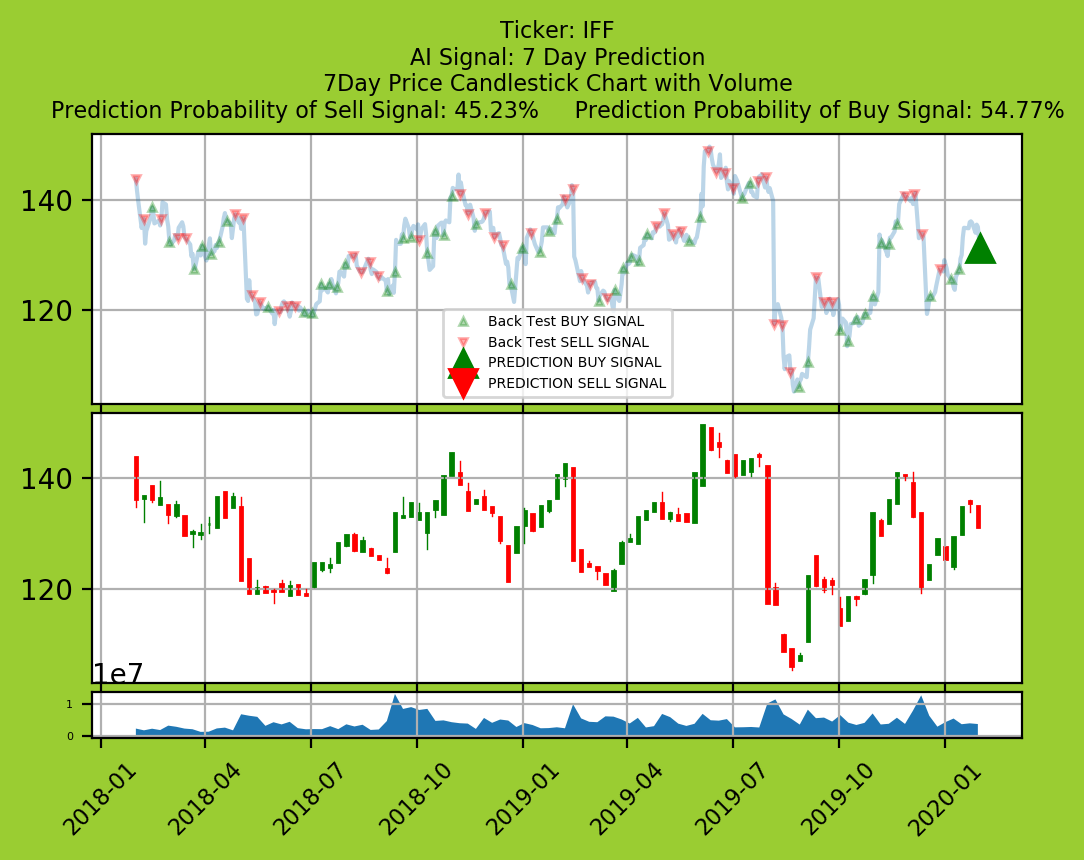 Ticker: IFF
AI Signal: 7 Day Prediction
7Day Price Candlestick Chart with Volume
Prediction Probability of Sell Signal: 45.23%     Prediction Probability of Buy Signal: 54.77%
140
120
Back Test BUY SIGNAL
Back Test SELL SIGNAL
PREDICTION BUY SIGNAL
PREDICTION SELL SIGNAL
140
120
1e7
1
0
2018-01
2018-04
2018-07
2018-10
2019-01
2019-04
2019-07
2019-10
2020-01